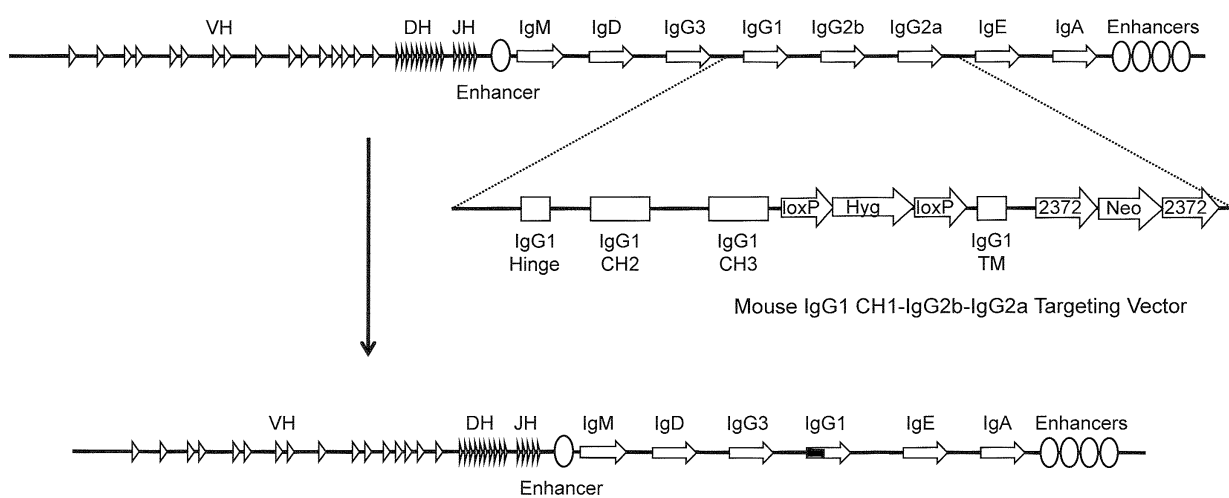 VH DH JH IgM IgD IgG3 IgG1 IgG2b IgG2a IgE IgA Enhancers
Enhancer
loxP Hyg loxP 2372 Neo 2372
IgG1 IgG1 IgG1 IgG1
Hinge CH2 CH3 TM
Mouse IgG1 CH1-IgG2b-IgG2a Targeting Vector
VH DH JH IgM IgD IgG3 IgG1 IgE IgA Enhancers
Enhancer